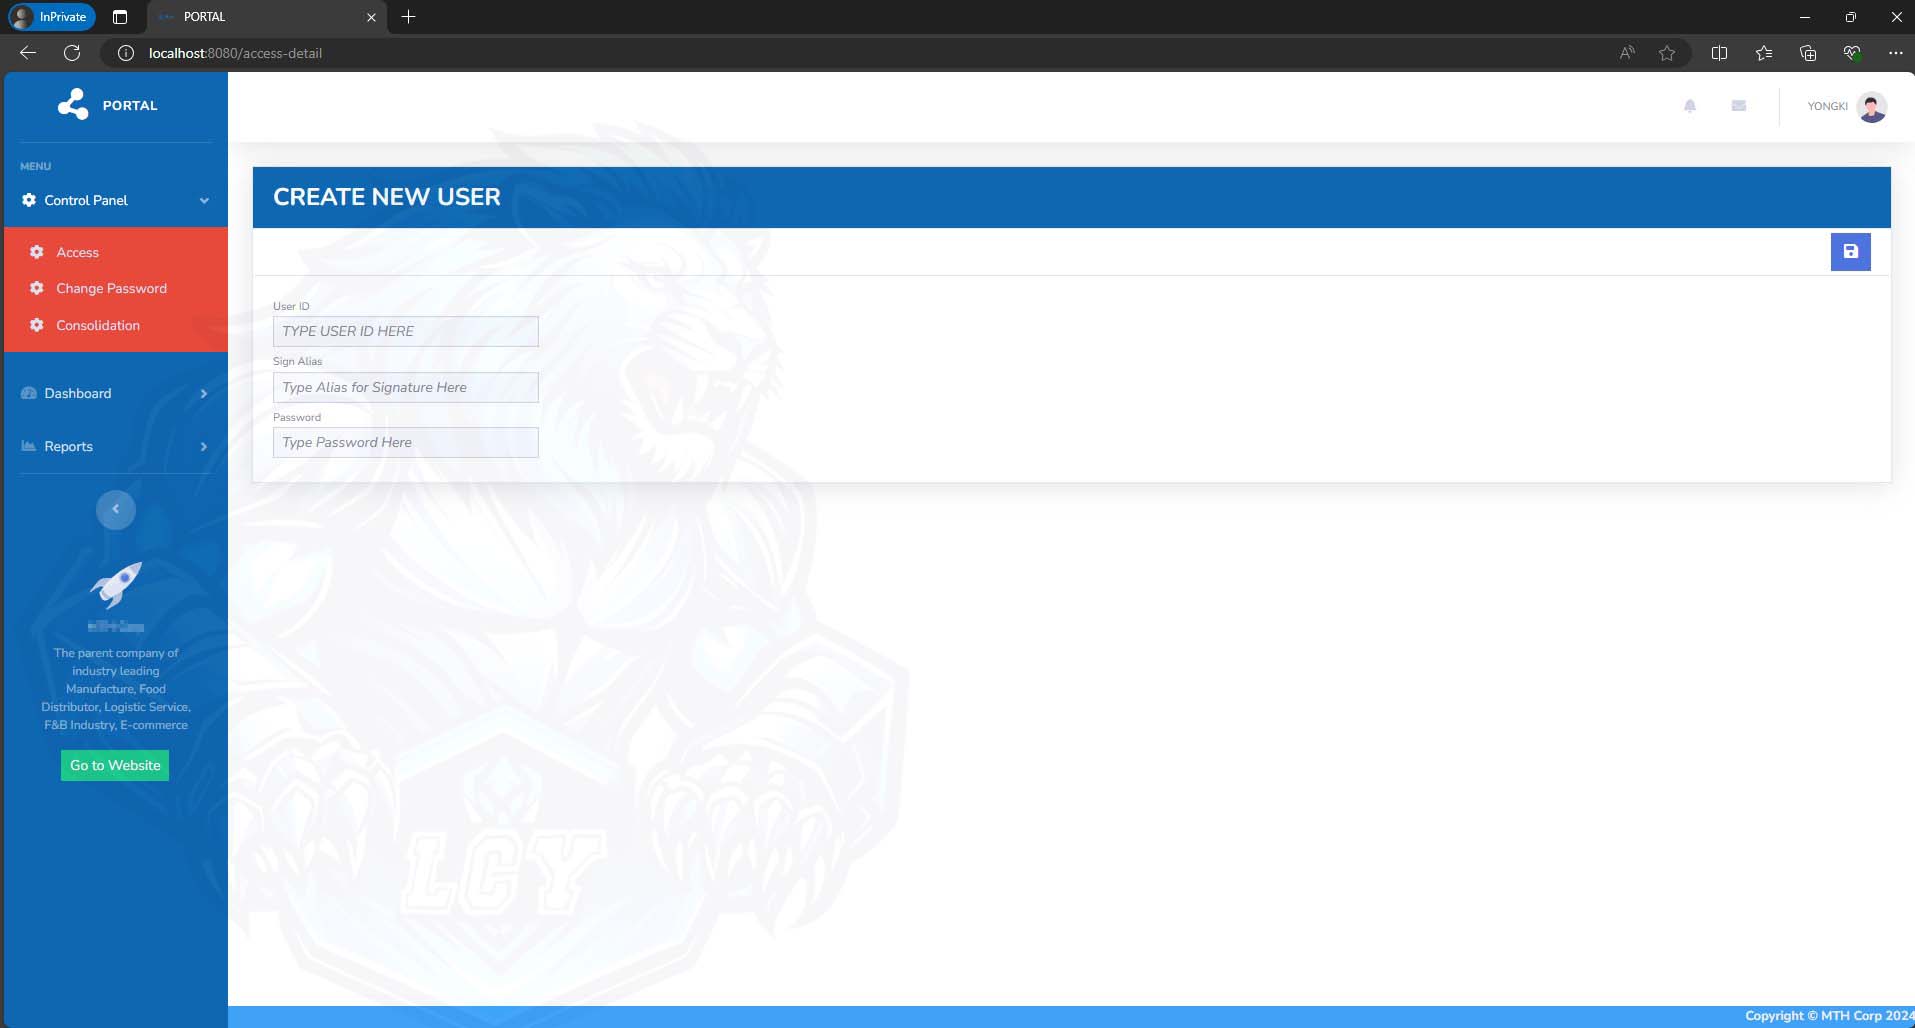 InPrivate
PORTAL
localhost:8080/access-detail
PORTAL
YONGKI
MENU
Control Panel
Access
Change Password
Consolidation
Dashboard
Reports
The parent company of
industry leading
Manufacture, Food
Distributor, Logistic Service,
F&B Industry, E-commerce
Go to Website
CREATE NEW USER
User ID
TYPE USER ID HERE
Sign Alias
Type Alias for Signature Here
Password
Type Password Here
LCY
Copyright © MTH Corp 2024